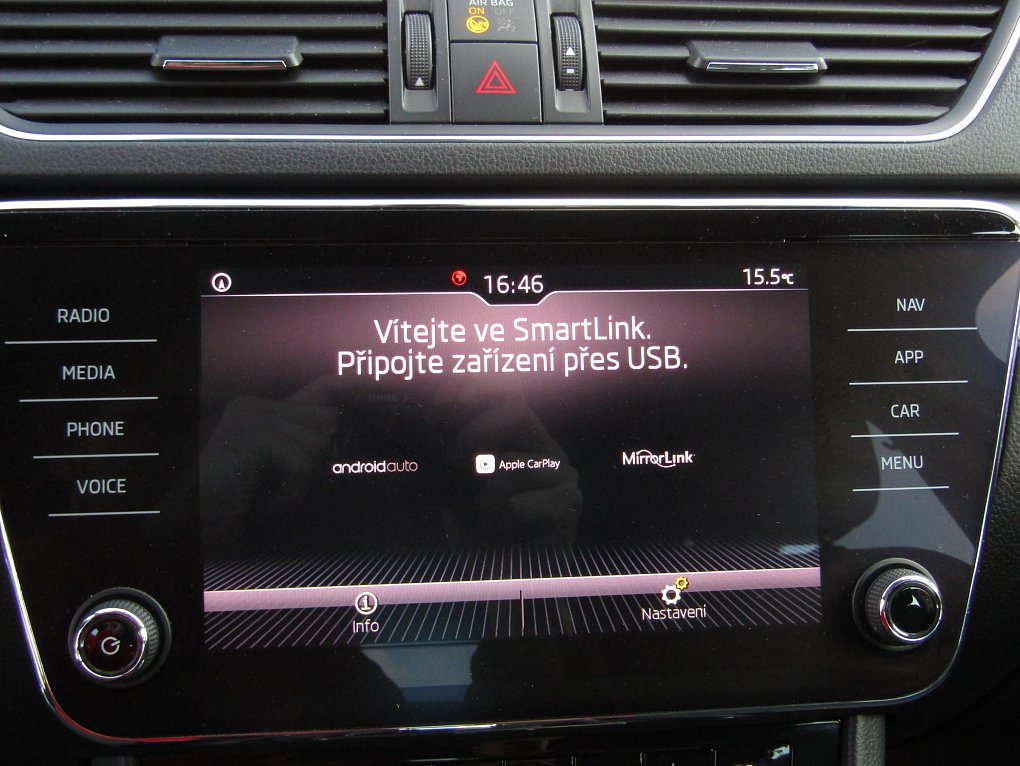 AIR BAG
ON OFF
16:46
15.5°C
Vítejte ve SmartLink.
Připojte zařízení přes USB.
RADIO
MEDIA
PHONE
VOICE
NAV
APP
CAR
MENU
androidauto
Apple CarPlay
MirrorLink
Info
Nastavení